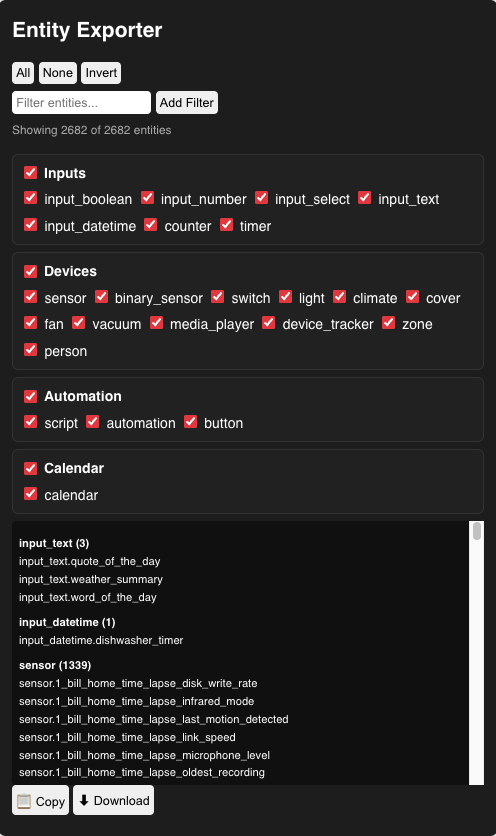 Entity Exporter
All None Invert
Filter entities... Add Filter
Showing 2682 of 2682 entities
Inputs
input_boolean input_number input_select input_text
input_datetime counter timer
Devices
sensor binary_sensor switch light climate cover
fan vacuum media_player device_tracker zone
person
Automation
script automation button
Calendar
calendar
input_text (3)
input_text.quote_of_the_day
input_text.weather_summary
input_text.word_of_the_day
input_datetime (1)
input_datetime.dishwasher_timer
sensor (1339)
sensor.1_bill_home_time_lapse_disk_write_rate
sensor.1_bill_home_time_lapse_infrared_mode
sensor.1_bill_home_time_lapse_last_motion_detected
sensor.1_bill_home_time_lapse_link_speed
sensor.1_bill_home_time_lapse_microphone_level
sensor.1_bill_home_time_lapse_oldest_recording
Copy Download